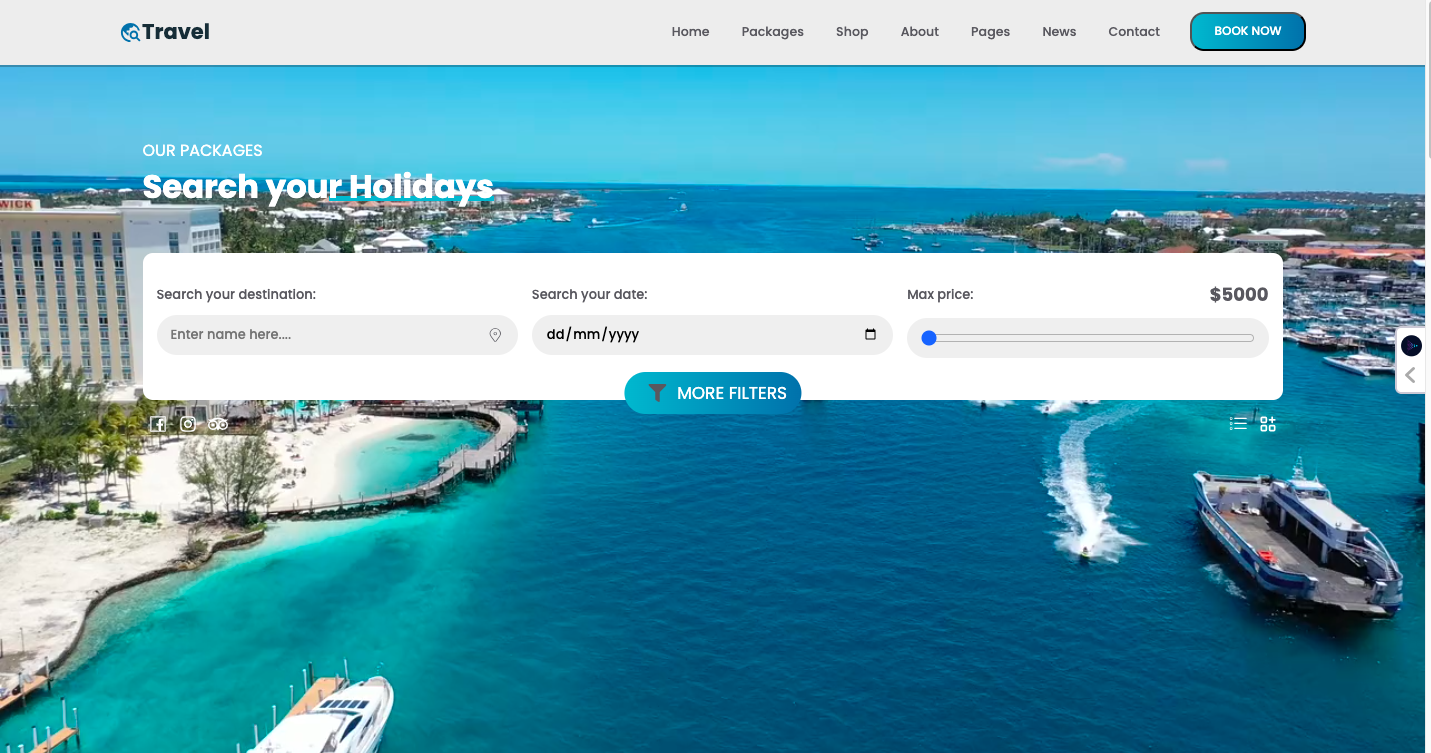 Travel
Home Packages Shop About Pages News Contact BOOK NOW
OUR PACKAGES
Search your Holidays
WICK
Search your destination: Search your date: Max price: $5000
Enter name here.... dd/mm/yyyy
MORE FILTERS